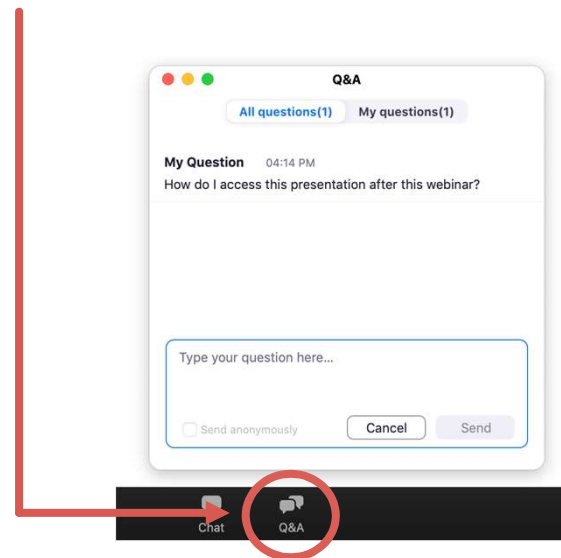 Q&A
All questions(1) My questions(1)
My Question 04:14 PM
How do I access this presentation after this webinar?
Type your question here...
Send anonymously Cancel Send
Chat Q&A